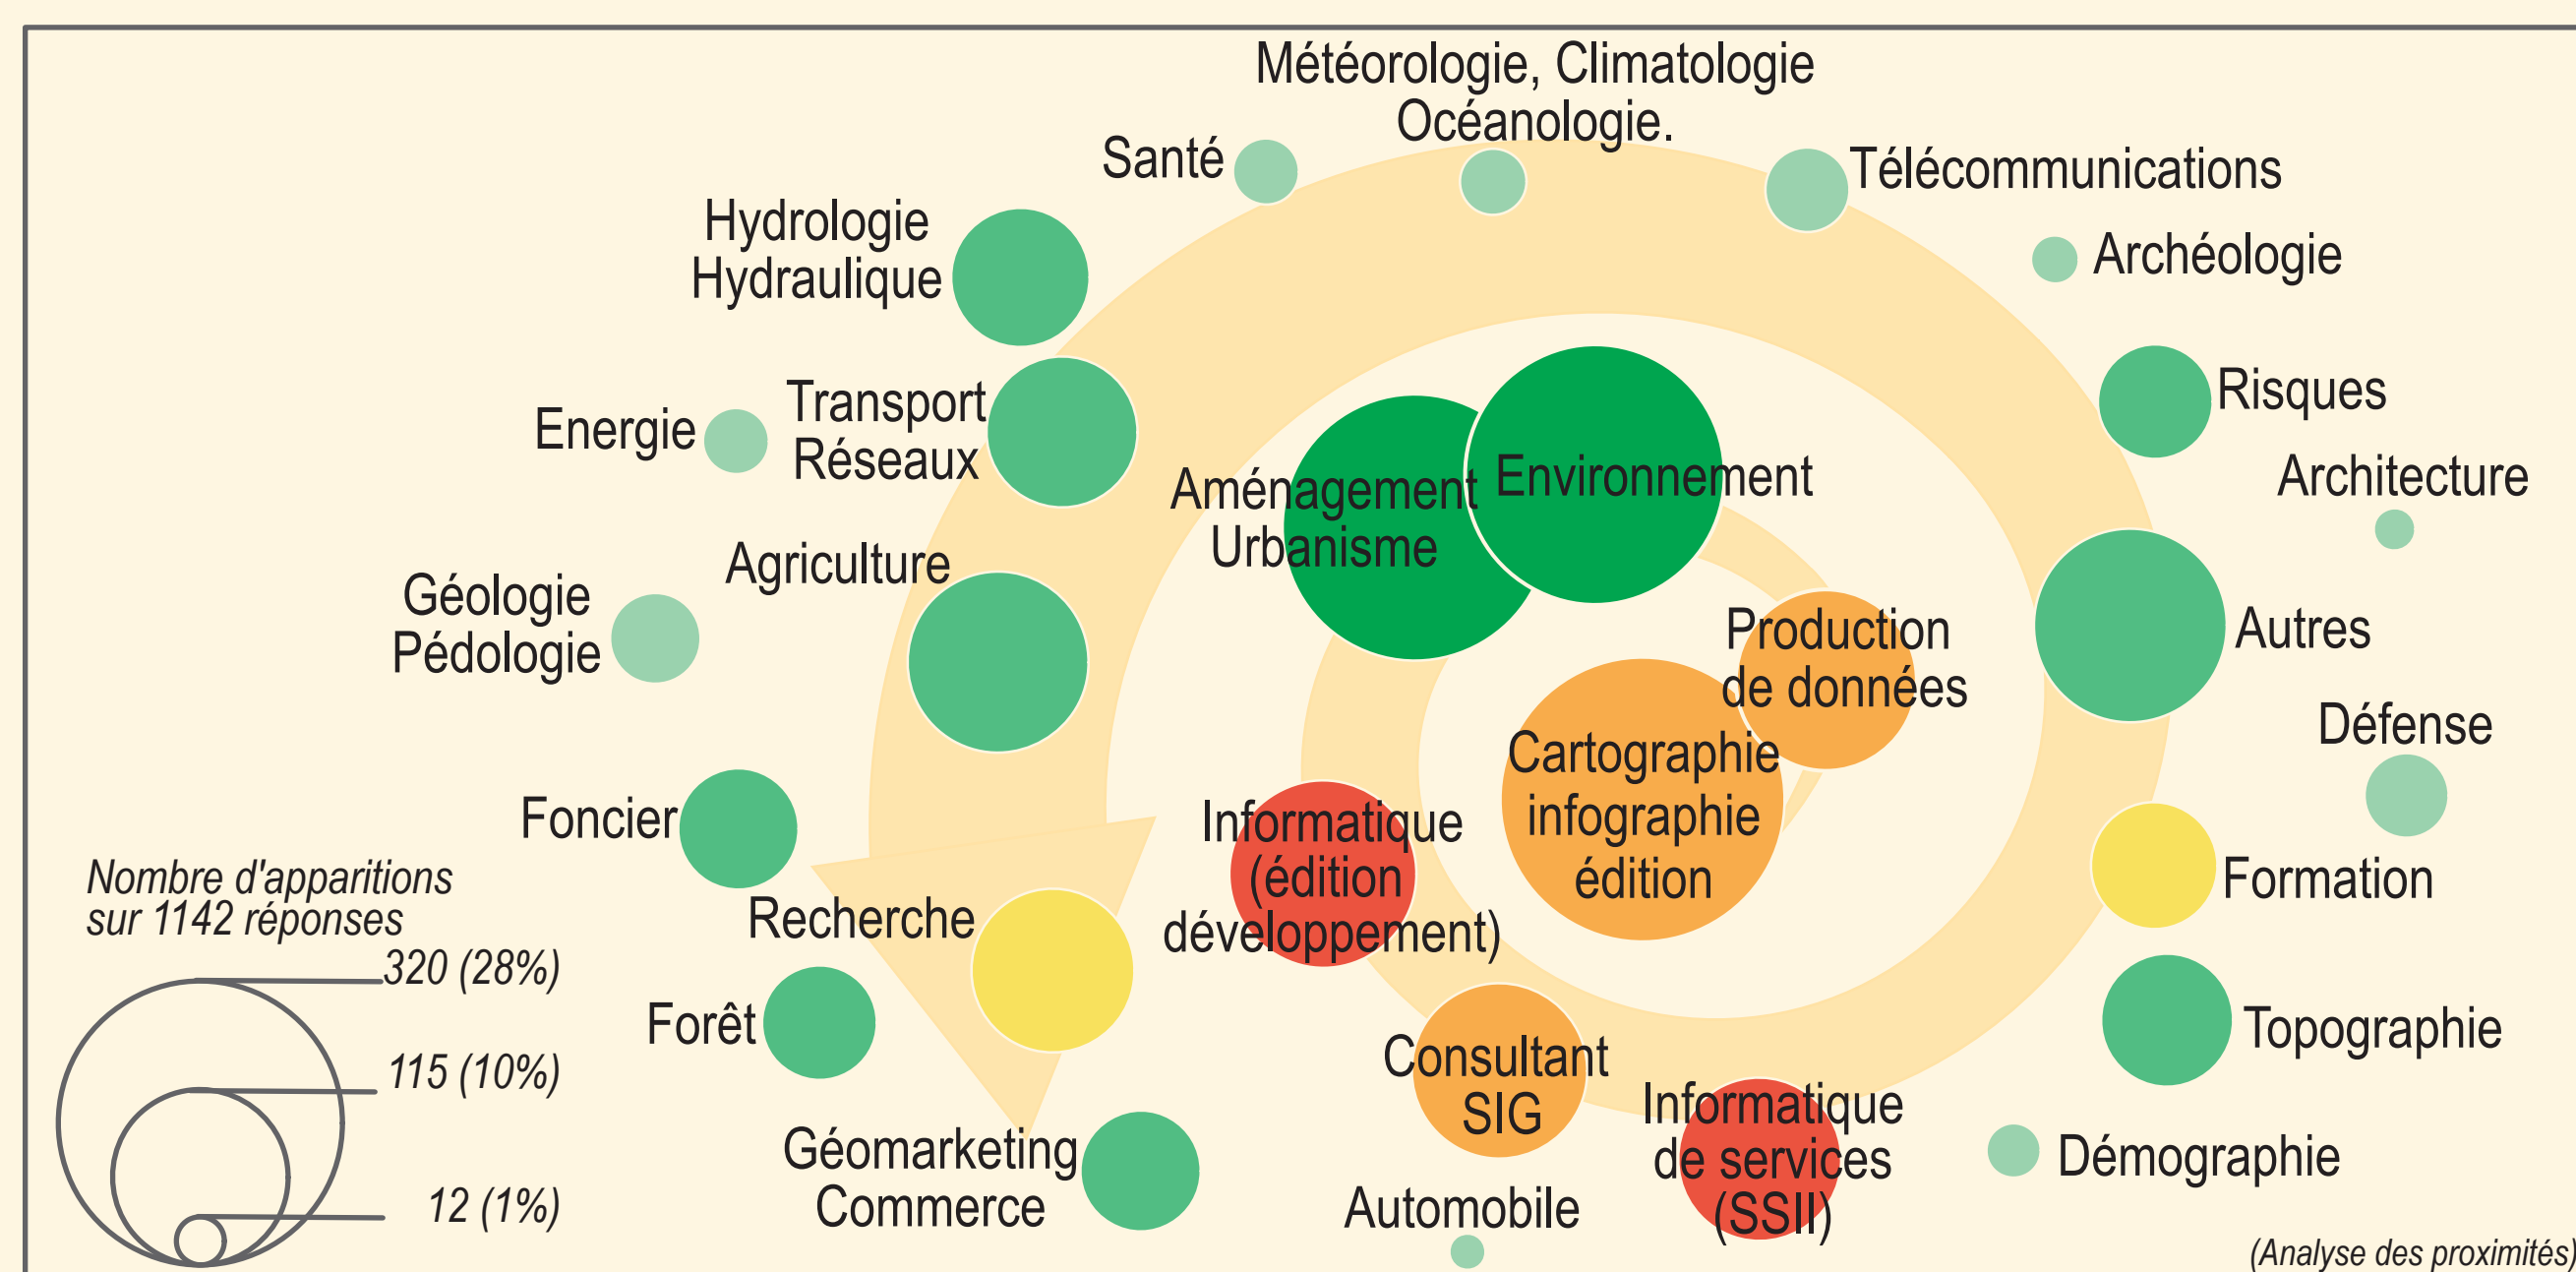 Météorologie, Climatologie
Océanologie.
Santé
Télécommunications
Hydrologie
Hydraulique
Archéologie
Transport
Réseaux
Energie
Risques
Architecture
Aménagement
Urbanisme
Environnement
Agriculture
Géologie
Pédologie
Production
de données
Autres
Défense
Cartographie
infographie
édition
Foncier
Informatique
(édition
développement)
Formation
Nombre d'apparitions
sur 1142 réponses
320 (28%)
115 (10%)
12 (1%)
Recherche
Forêt
Topographie
Consultant
SIG
Informatique
de services
(SSII)
Géomarketing
Commerce
Démographie
Automobile
(Analyse des proximités)